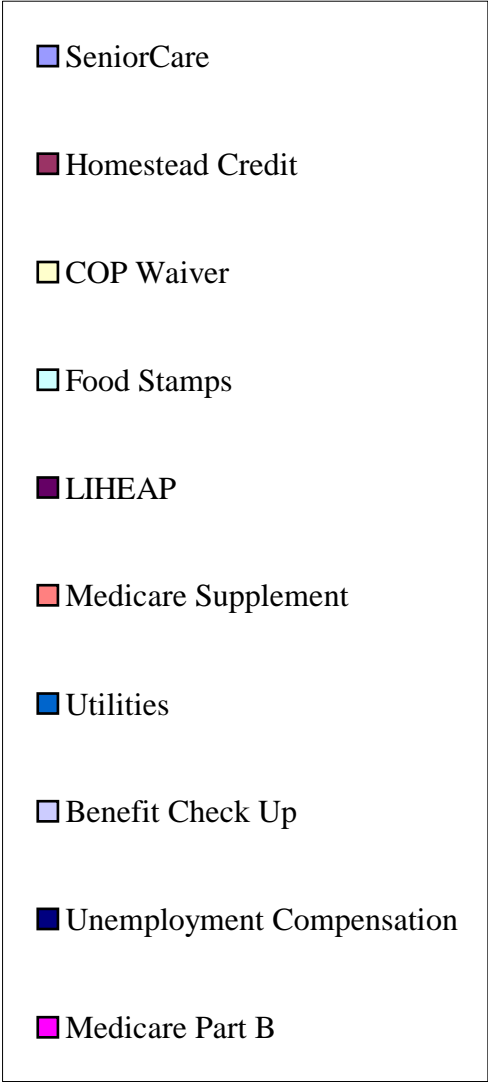 SeniorCare
Homestead Credit
COP Waiver
Food Stamps
LIHEAP
Medicare Supplement
Utilities
Benefit Check Up
Unemployment Compensation
Medicare Part B